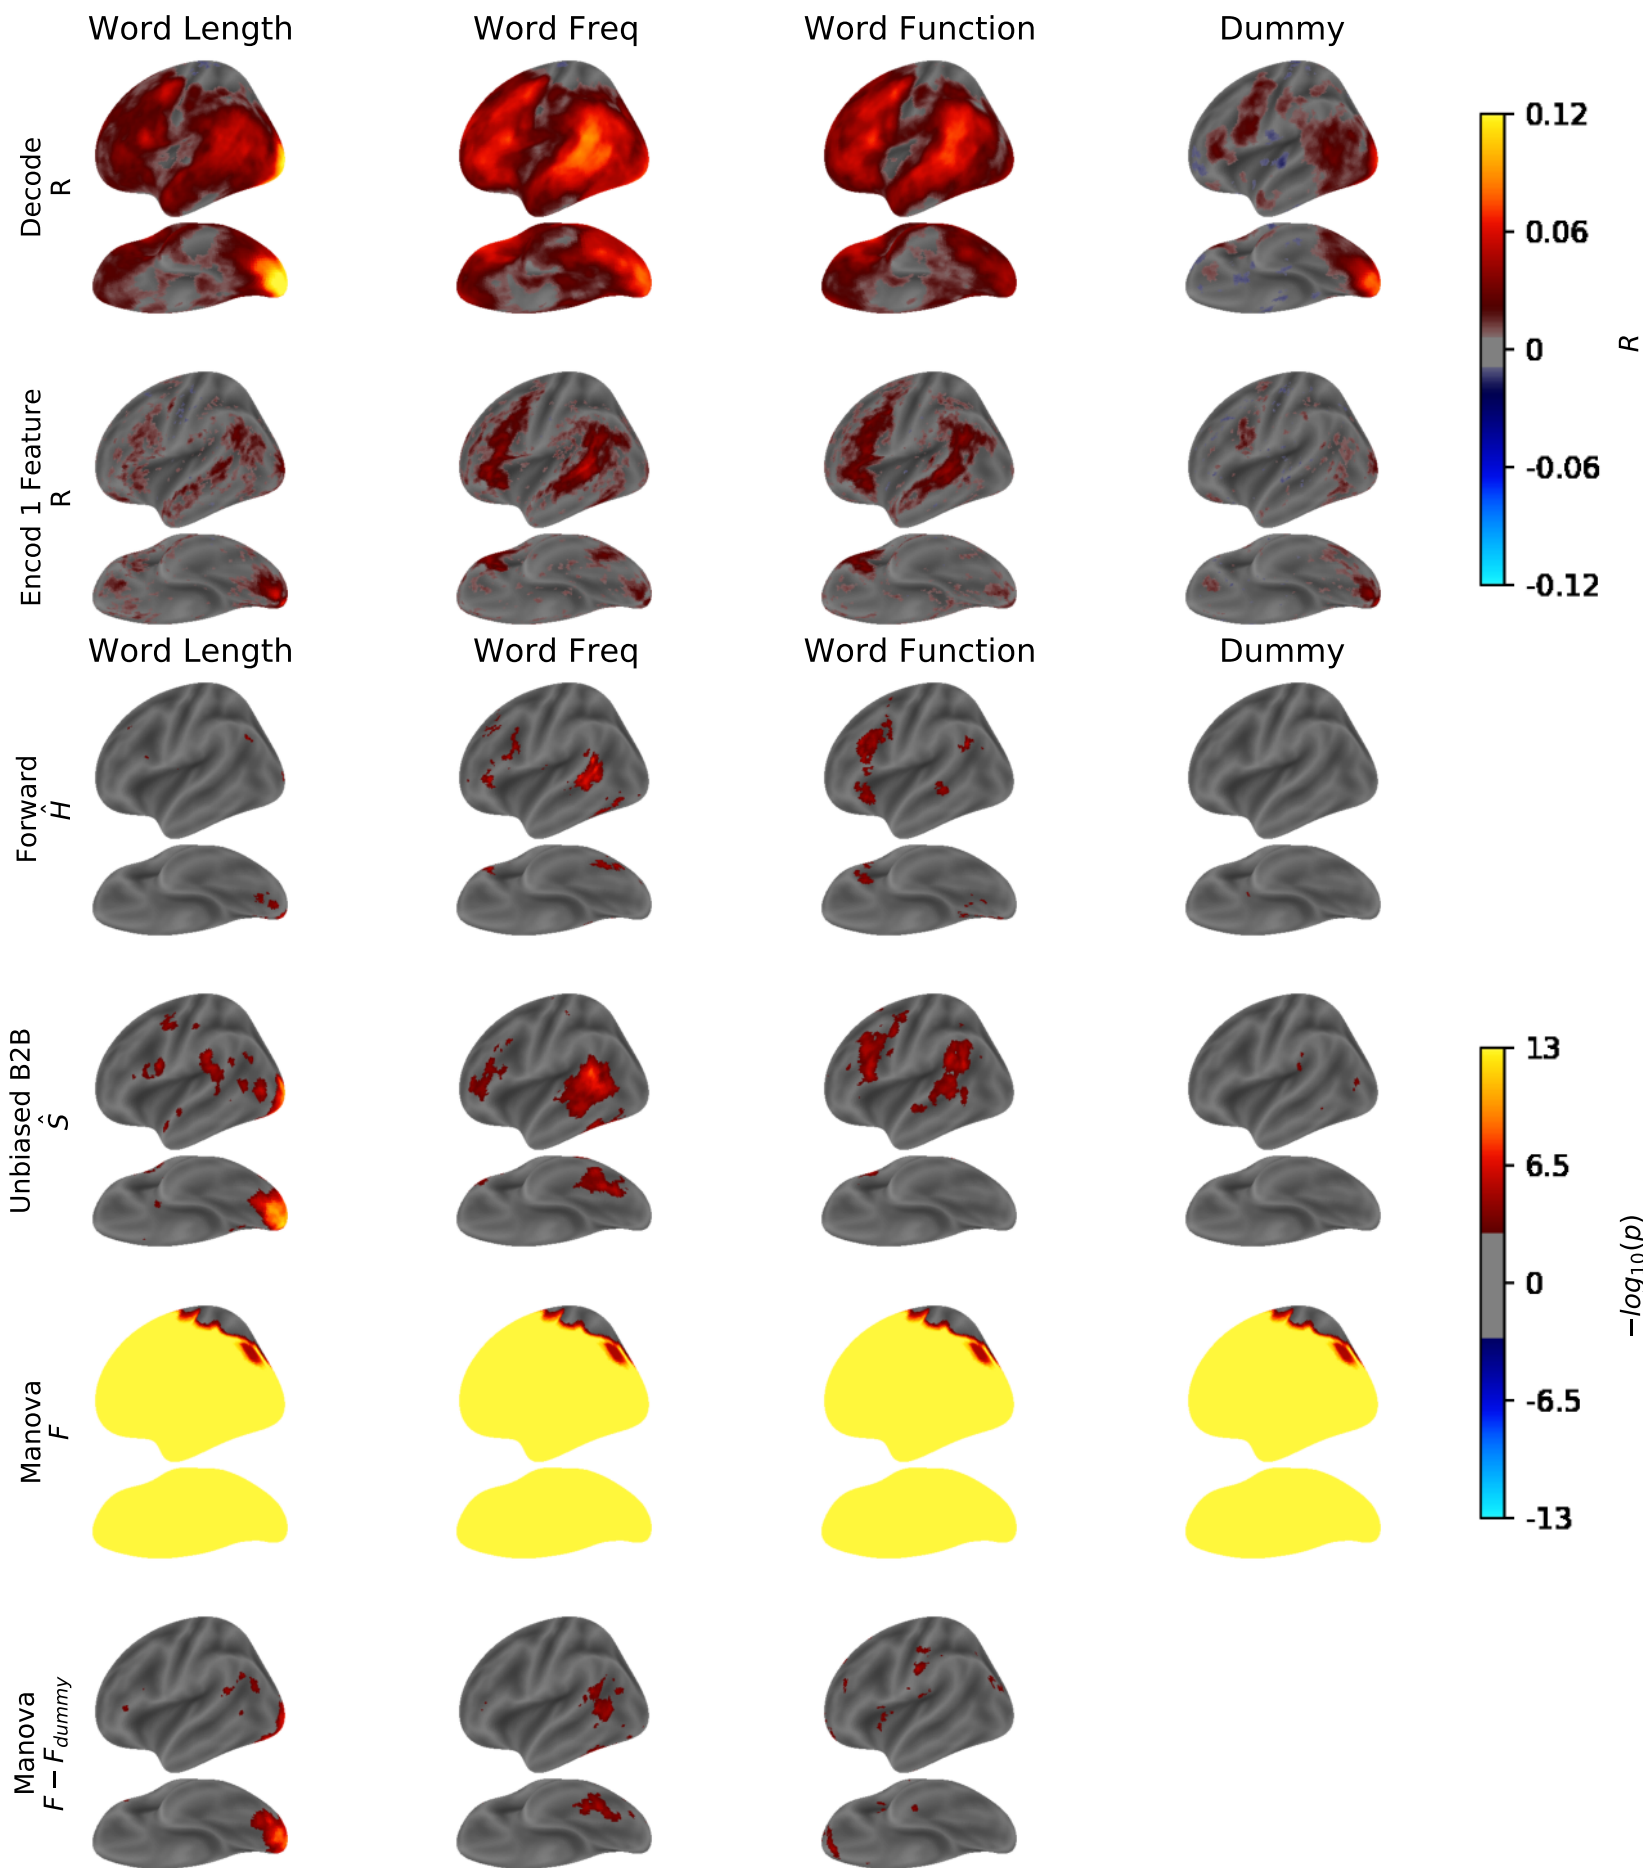 Word Length Word Freq Word Function Dummy
Decode
R
0.12
0.06
0
-0.06
-0.12
R
Encod 1 Feature
R
Word Length Word Freq Word Function Dummy
Forward
Ĥ
Unbiased B2B
Ŝ
13
6.5
0
-6.5
-13
−log₁₀(p)
Manova
F
Manova
F − F_dummy